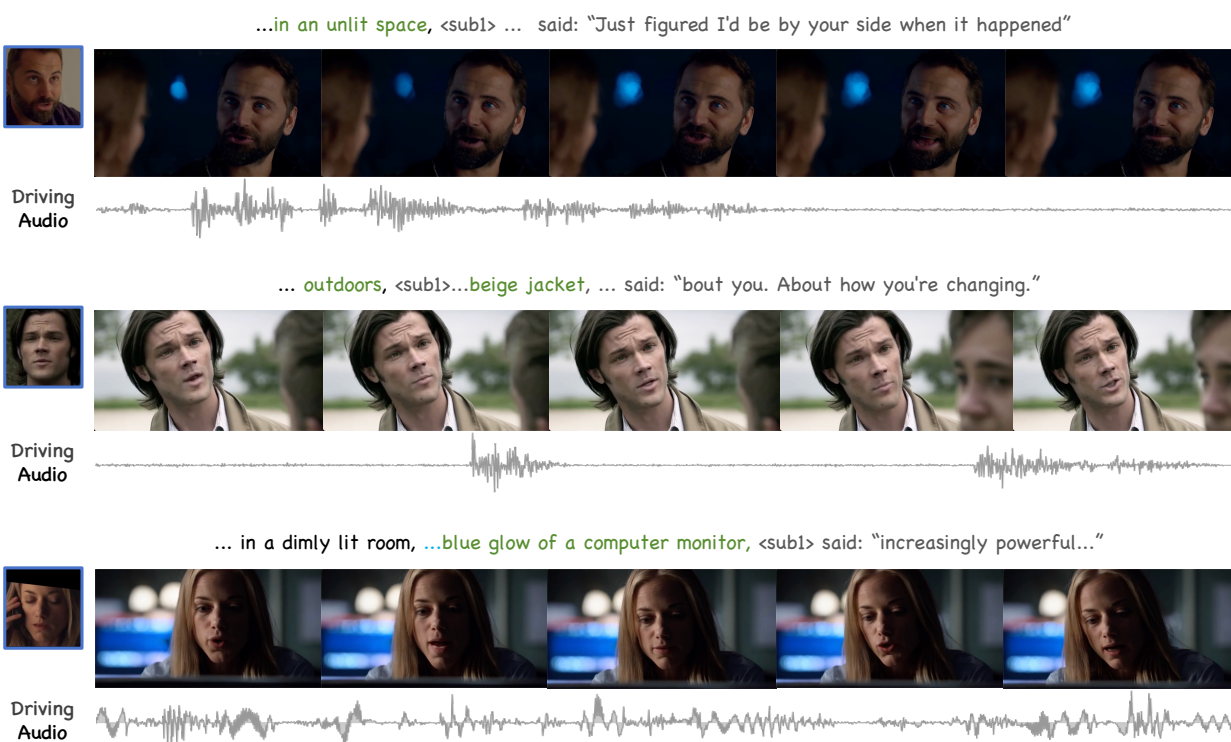 ...in an unlit space, <sub1> ... said: “Just figured I'd be by your side when it happened”
Driving
Audio
... outdoors, <sub1>...beige jacket, ... said: “bout you. About how you're changing.”
Driving
Audio
... in a dimly lit room, ...blue glow of a computer monitor, <sub1> said: “increasingly powerful...”
Driving
Audio